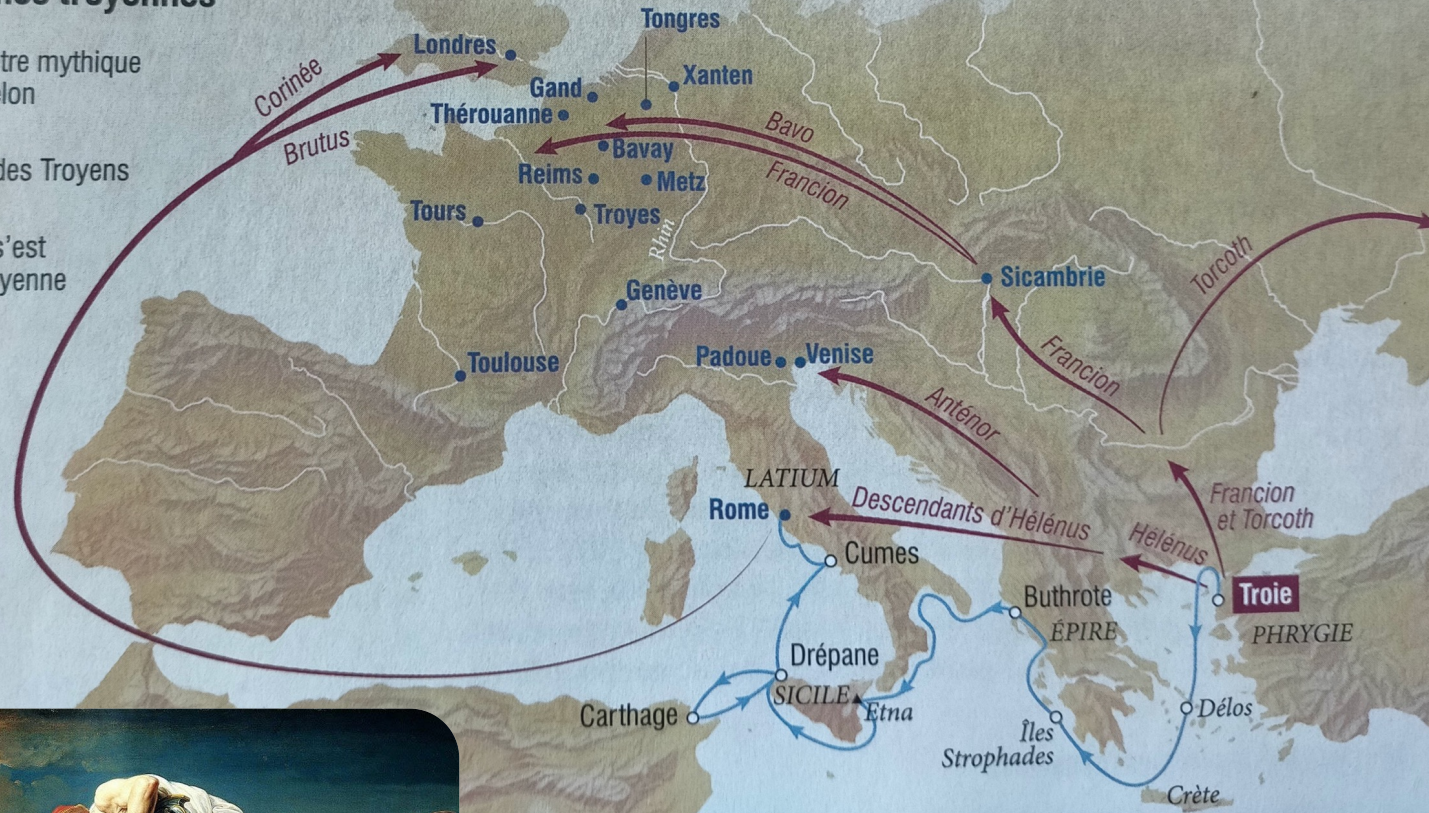 troyennes
tre mythique
elon
des Troyens
s'est
yenne
Tongres
Londres
Xanten
Gand
Thérouanne
Corinée
Brutus
Bavo
Francion
Bavay
Reims
Metz
Tours
Troyes
Rhin
Torcoth
Sicambrie
Genève
Francion
Padoue
Venise
Toulouse
Anténor
LATIUM
Rome
Descendants d'Hélénus
Francion
et Torcoth
Hélénus
Cumes
Troie
Buthrote
ÉPIRE
PHRYGIE
Drépane
SICILE
Etna
Carthage
Délos
Îles
Strophades
Crète